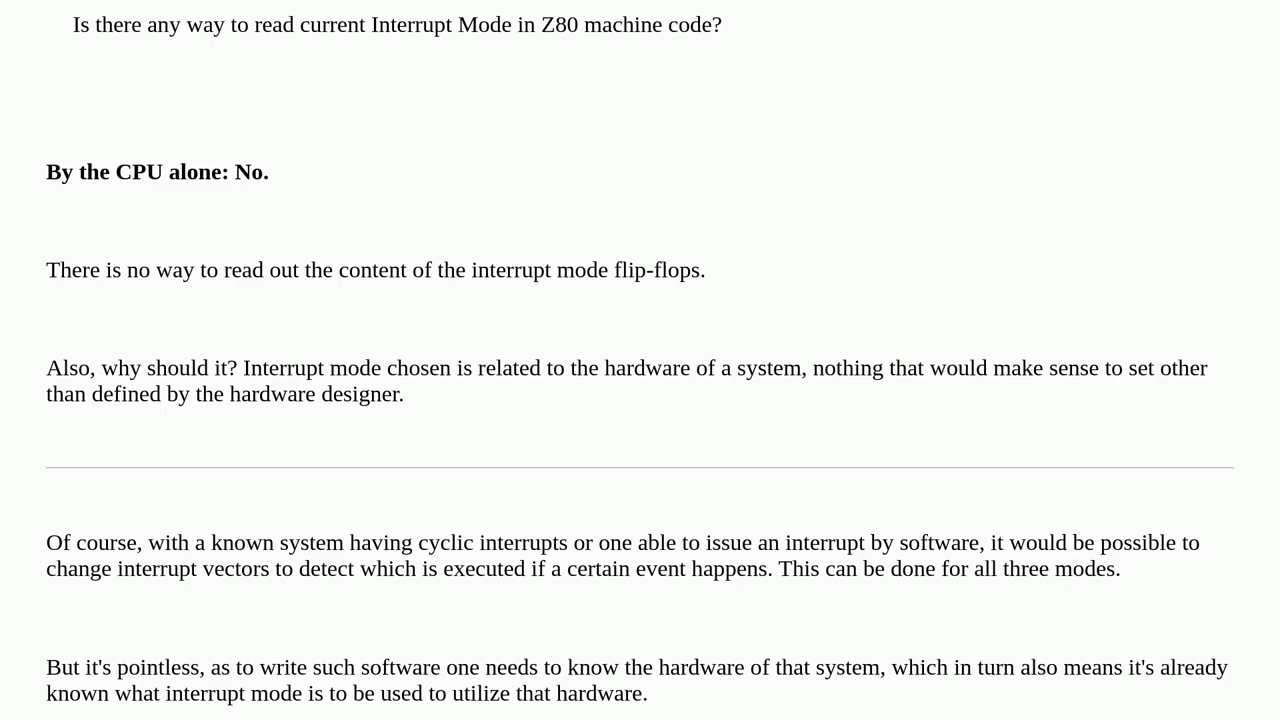 Is there any way to read current Interrupt Mode in Z80 machine code?
By the CPU alone: No.
There is no way to read out the content of the interrupt mode flip-flops.
Also, why should it? Interrupt mode chosen is related to the hardware of a system, nothing that would make sense to set other
than defined by the hardware designer.
Of course, with a known system having cyclic interrupts or one able to issue an interrupt by software, it would be possible to
change interrupt vectors to detect which is executed if a certain event happens. This can be done for all three modes.
But it's pointless, as to write such software one needs to know the hardware of that system, which in turn also means it's already
known what interrupt mode is to be used to utilize that hardware.